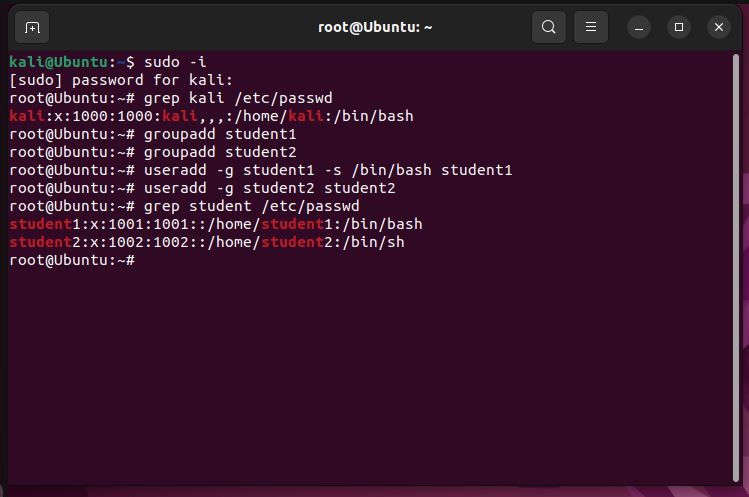 root@Ubuntu: ~
kali@Ubuntu:~$ sudo -i
[sudo] password for kali:
root@Ubuntu:~# grep kali /etc/passwd
kali:x:1000:1000:kali,,,:/home/kali:/bin/bash
root@Ubuntu:~# groupadd student1
root@Ubuntu:~# groupadd student2
root@Ubuntu:~# useradd -g student1 -s /bin/bash student1
root@Ubuntu:~# useradd -g student2 student2
root@Ubuntu:~# grep student /etc/passwd
student1:x:1001:1001::/home/student1:/bin/bash
student2:x:1002:1002::/home/student2:/bin/sh
root@Ubuntu:~#